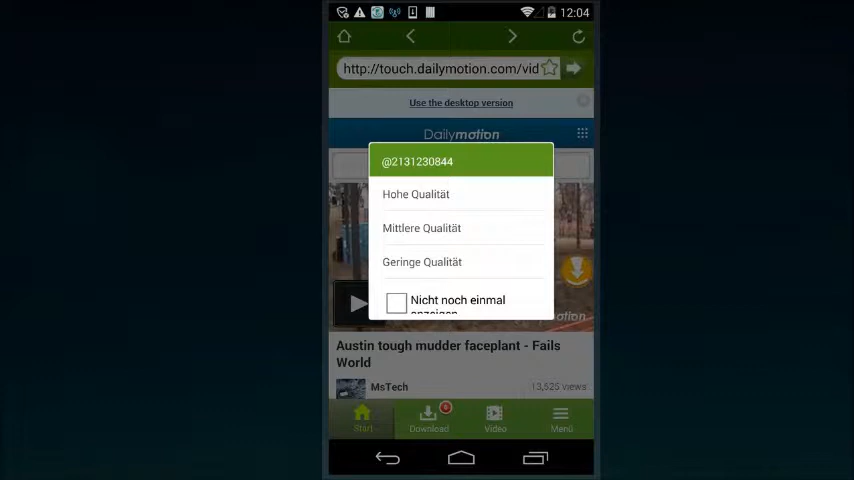 12:04
http://touch.dailymotion.com/vid
Use the desktop version
Dailymotion
@2131230844
Hohe Qualität
Mittlere Qualität
Geringe Qualität
Nicht noch einmal
anzeigen
Austin tough mudder faceplant - Fails
World
MsTech 13,525 views
Start Download Video Menü